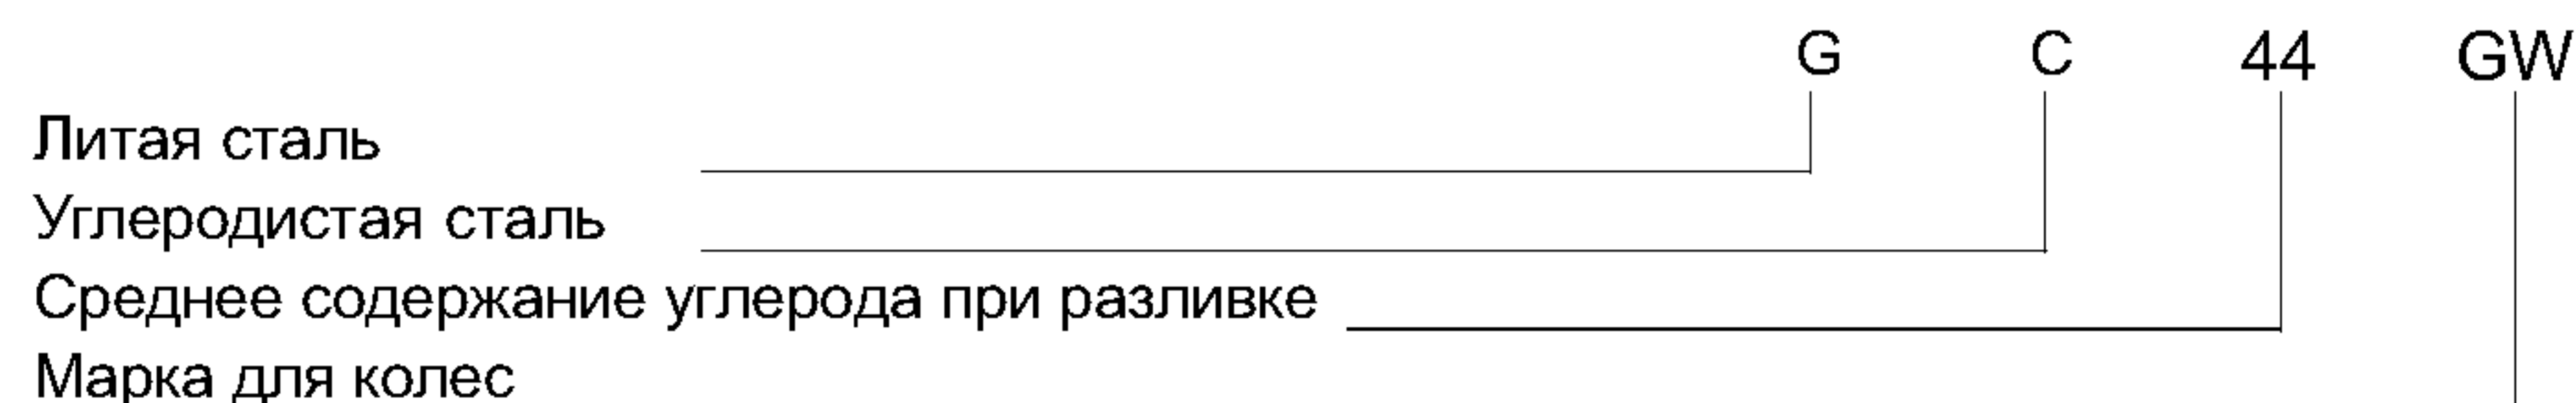 G C 44 GW
Литая сталь
Углеродистая сталь
Среднее содержание углерода при разливке
Марка для колес